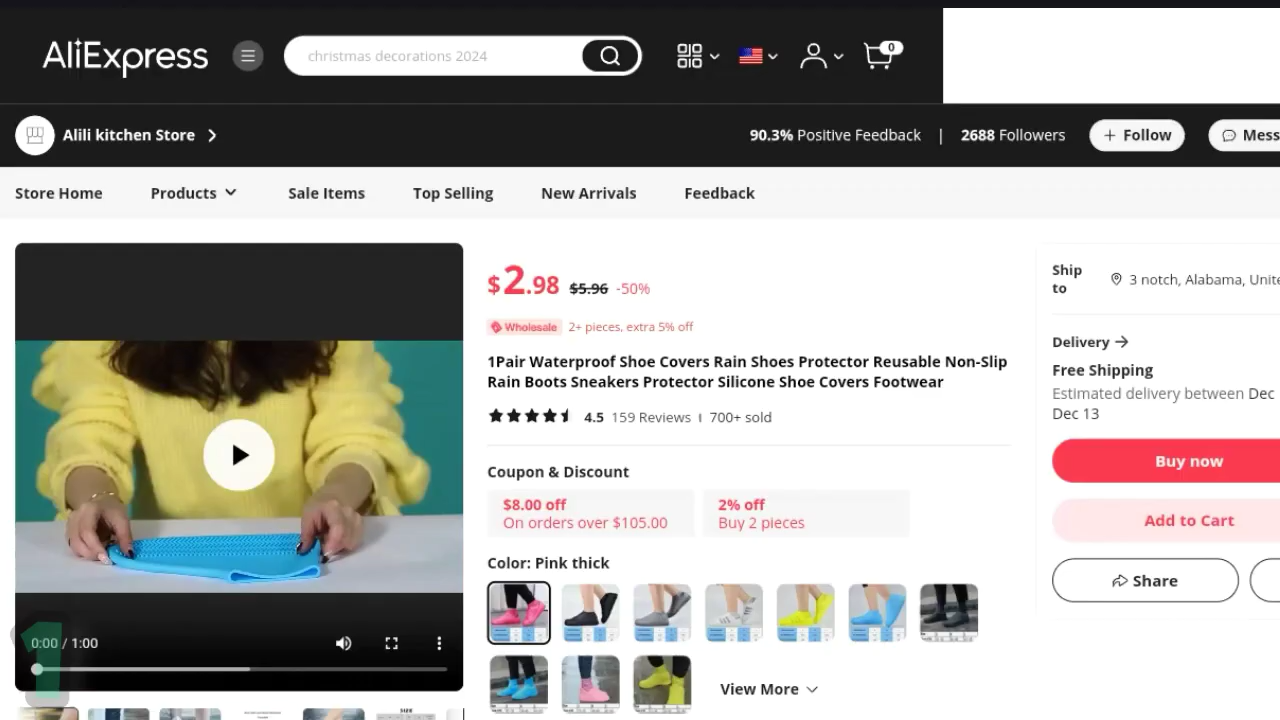 AliExpress
christmas decorations 2024
0
Alili kitchen Store
90.3% Positive Feedback | 2688 Followers
+ Follow
Mess
Store Home
Products
Sale Items
Top Selling
New Arrivals
Feedback
$2.98 $5.96 -50%
Wholesale 2+ pieces, extra 5% off
1Pair Waterproof Shoe Covers Rain Shoes Protector Reusable Non-Slip
Rain Boots Sneakers Protector Silicone Shoe Covers Footwear
4.5 159 Reviews | 700+ sold
Coupon & Discount
$8.00 off
On orders over $105.00
2% off
Buy 2 pieces
Color: Pink thick
View More
0:00 / 1:00
1
SIZE
Ship
to
3 notch, Alabama, Unite
Delivery
Free Shipping
Estimated delivery between Dec
Dec 13
Buy now
Add to Cart
Share